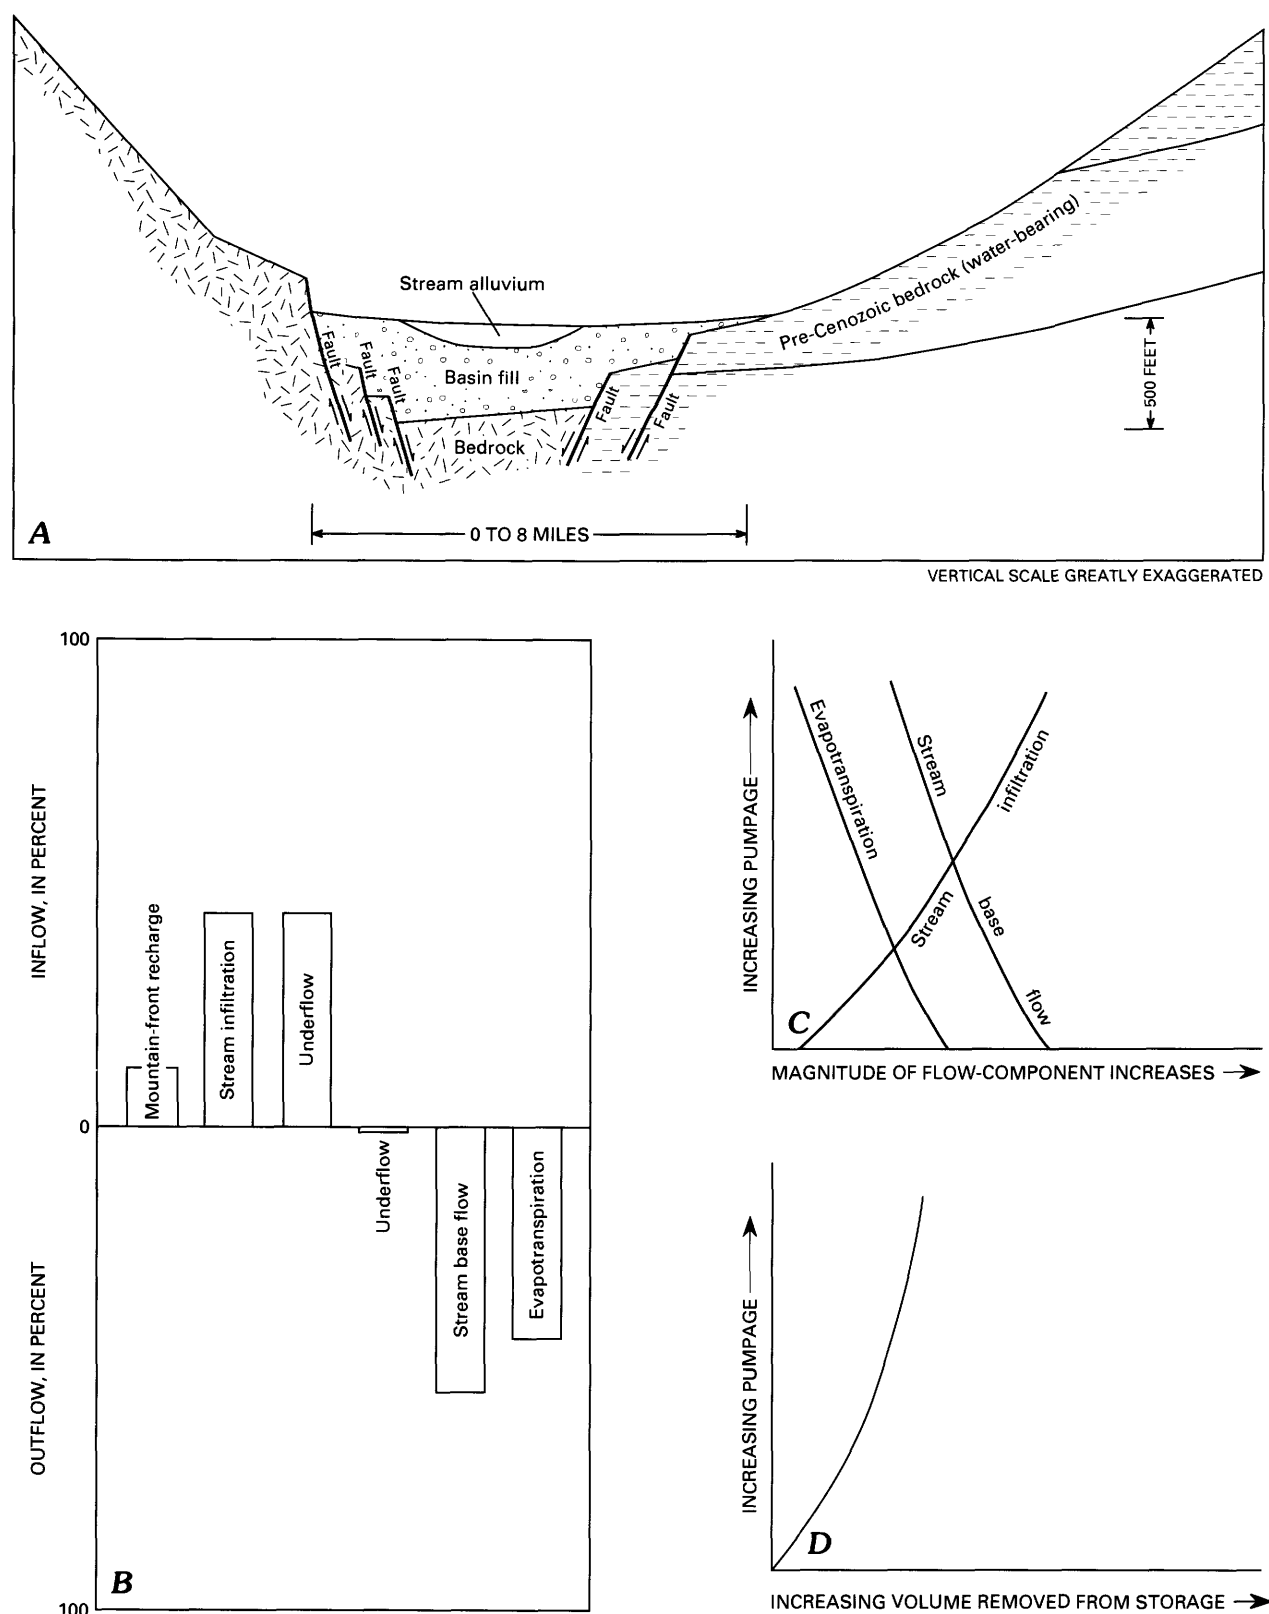 Stream alluvium
Fault
Fault
Fault
Basin fill
Bedrock
Fault
Fault
Pre-Cenozoic bedrock (water-bearing)
500 FEET
0 TO 8 MILES
A
VERTICAL SCALE GREATLY EXAGGERATED
100
INFLOW, IN PERCENT
Mountain-front recharge
Stream infiltration
Underflow
0
Underflow
Stream base flow
Evapotranspiration
OUTFLOW, IN PERCENT
B
100
INCREASING PUMPAGE
Evapotranspiration
Stream base flow
Stream infiltration
C
MAGNITUDE OF FLOW-COMPONENT INCREASES
INCREASING PUMPAGE
D
INCREASING VOLUME REMOVED FROM STORAGE